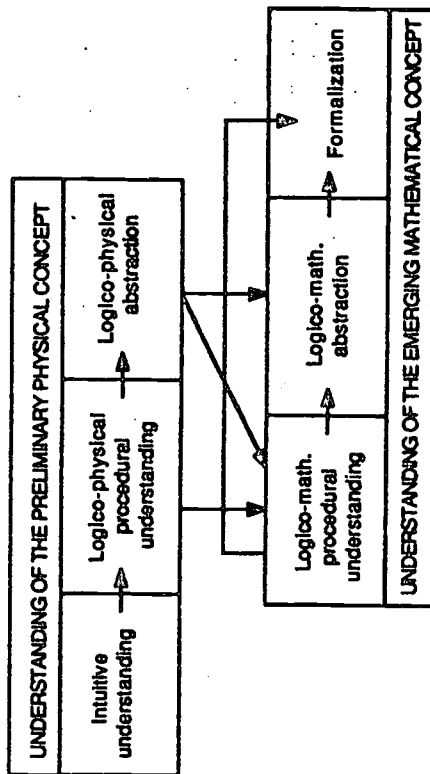 UNDERSTANDING OF THE PRELIMINARY PHYSICAL CONCEPT
Intuitive
understanding
Logico-physical
procedural
understanding
Logico-physical
abstraction
Logico-math.
procedural
understanding
Logico-math.
abstraction
Formalization
UNDERSTANDING OF THE EMERGING MATHEMATICAL CONCEPT